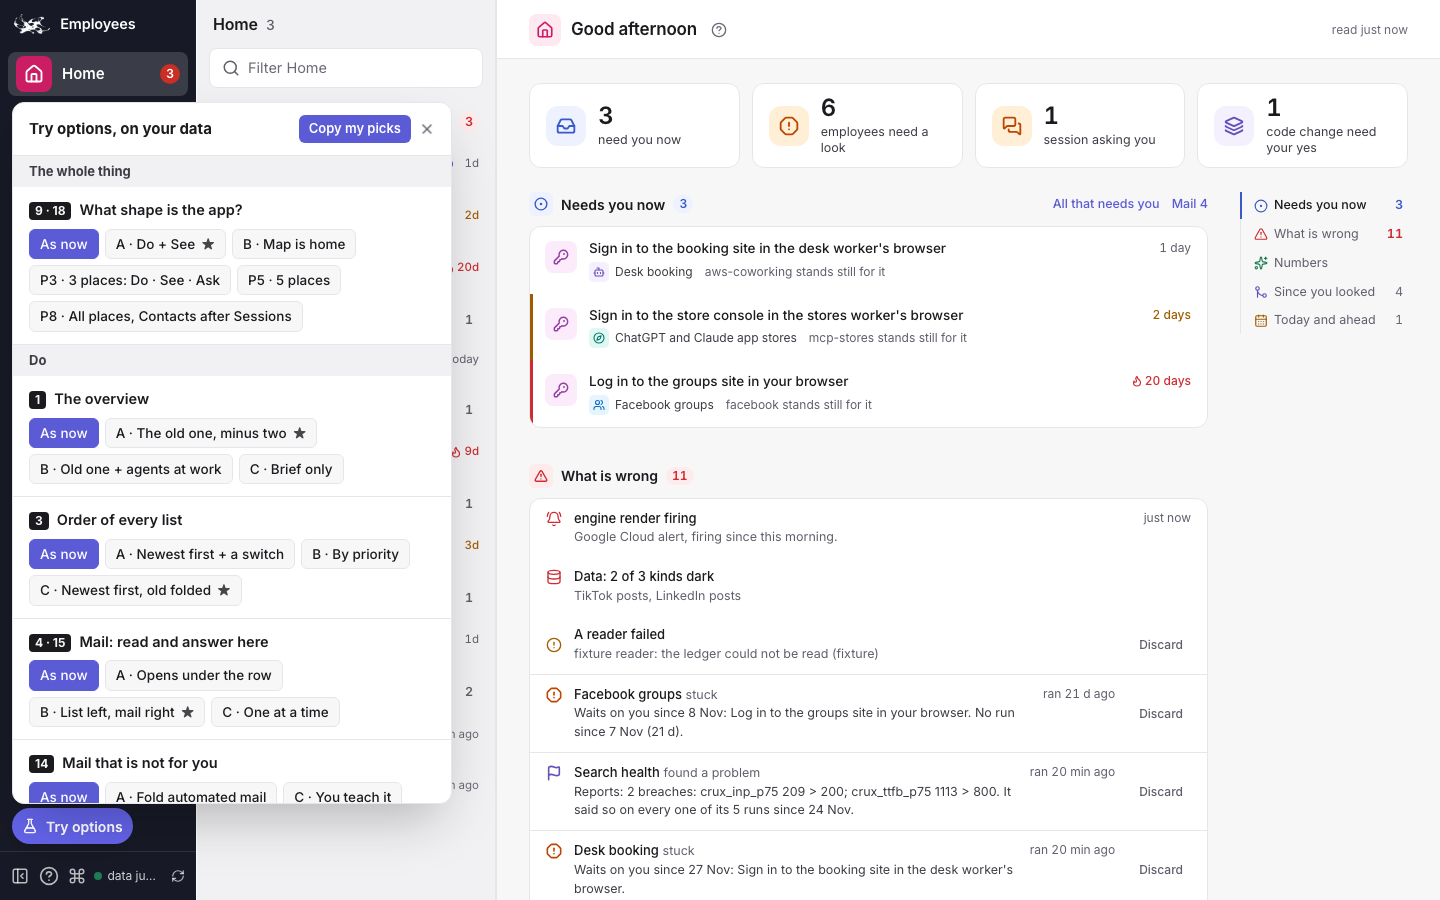 Employees
Home
3
Try options, on your data
Copy my picks
The whole thing
9 · 18 What shape is the app?
As now
A · Do + See ★
B · Map is home
P3 · 3 places: Do · See · Ask
P5 · 5 places
P8 · All places, Contacts after Sessions
Do
1 The overview
As now
A · The old one, minus two ★
B · Old one + agents at work
C · Brief only
3 Order of every list
As now
A · Newest first + a switch
B · By priority
C · Newest first, old folded ★
4 · 15 Mail: read and answer here
As now
A · Opens under the row
B · List left, mail right ★
C · One at a time
14 Mail that is not for you
As now
A · Fold automated mail
C · You teach it
Try options
data ju...
Home 3
Filter Home
3
1d
2d
20d
1
oday
1
9d
1
3d
1
1d
2
ago
ago
Good afternoon
read just now
3
need you now
6
employees need a
look
1
session asking you
1
code change need
your yes
Needs you now 3
All that needs you
Mail 4
Sign in to the booking site in the desk worker's browser
1 day
Desk booking aws-coworking stands still for it
Sign in to the store console in the stores worker's browser
2 days
ChatGPT and Claude app stores mcp-stores stands still for it
Log in to the groups site in your browser
20 days
Facebook groups facebook stands still for it
What is wrong 11
engine render firing
just now
Google Cloud alert, firing since this morning.
Data: 2 of 3 kinds dark
TikTok posts, LinkedIn posts
A reader failed
fixture reader: the ledger could not be read (fixture)
Discard
Facebook groups stuck
ran 21 d ago
Waits on you since 8 Nov: Log in to the groups site in your browser. No run
since 7 Nov (21 d).
Discard
Search health found a problem
ran 20 min ago
Reports: 2 breaches: crux_inp_p75 209 > 200; crux_ttfb_p75 1113 > 800. It
said so on every one of its 5 runs since 24 Nov.
Discard
Desk booking stuck
ran 20 min ago
Waits on you since 27 Nov: Sign in to the booking site in the desk worker's
browser.
Discard
Needs you now 3
What is wrong 11
Numbers
Since you looked 4
Today and ahead 1